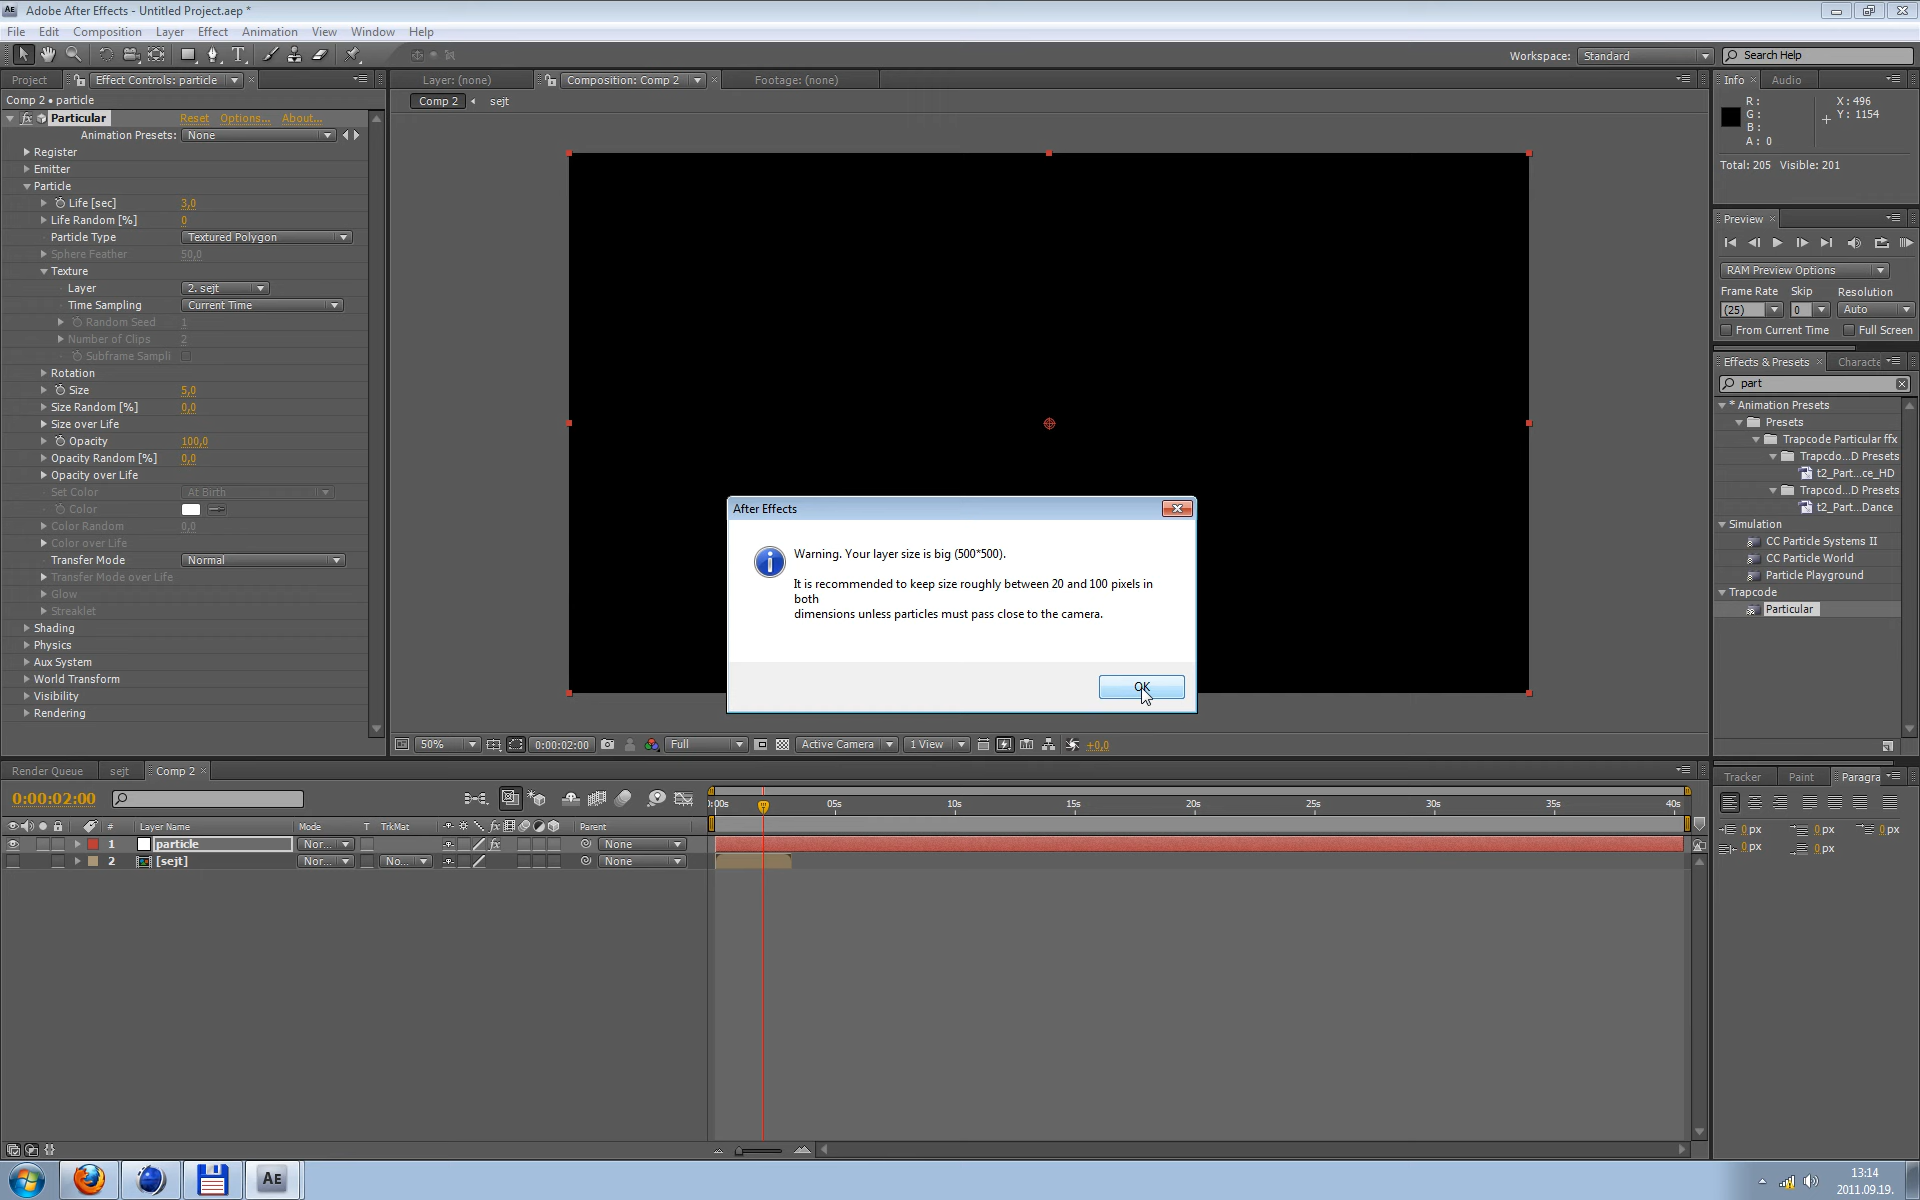 Adobe After Effects - Untitled Project.aep *
File Edit Composition Layer Effect Animation View Window Help
Workspace: Standard Search Help
Project Effect Controls: particle
Layer: (none) Composition: Comp 2 Footage: (none)
Info Audio
Comp 2 • particle
Comp 2 sejt
R :
G :
B :
A : 0
X : 496
Y : 1154
Total: 205 Visible: 201
fx Particular Reset Options... About...
Animation Presets: None
Register
Emitter
Particle
Life [sec] 3,0
Life Random [%] 0
Particle Type Textured Polygon
Sphere Feather 50,0
Texture
Layer 2. sejt
Time Sampling Current Time
Random Seed 1
Number of Clips 2
Subframe Sampli
Rotation
Size 5,0
Size Random [%] 0,0
Size over Life
Opacity 100,0
Opacity Random [%] 0,0
Opacity over Life
Set Color At Birth
Color
Color Random 0,0
Color over Life
Transfer Mode Normal
Transfer Mode over Life
Glow
Streaklet
Shading
Physics
Aux System
World Transform
Visibility
Rendering
After Effects
Warning. Your layer size is big (500*500).
It is recommended to keep size roughly between 20 and 100 pixels in
both
dimensions unless particles must pass close to the camera.
OK
Preview
RAM Preview Options
Frame Rate Skip Resolution
(25) 0 Auto
From Current Time Full Screen
Effects & Presets Characte
part
* Animation Presets
Presets
Trapcode Particular ffx
Trapcdo...D Presets
t2_Part...ce_HD
Trapcod...D Presets
t2_Part...Dance
Simulation
CC Particle Systems II
CC Particle World
Particle Playground
Trapcode
Particular
50% 0:00:02:00 Full Active Camera 1 View +0,0
Render Queue sejt Comp 2
0:00:02:00
):00s 05s 10s 15s 20s 25s 30s 35s 40s
# Layer Name Mode T TrkMat fx Parent
1 particle Nor... fx None
2 [sejt] Nor... No... None
Tracker Paint Paragra
0 px 0 px 0 px
0 px 0 px
AE
13:14
2011.09.19.